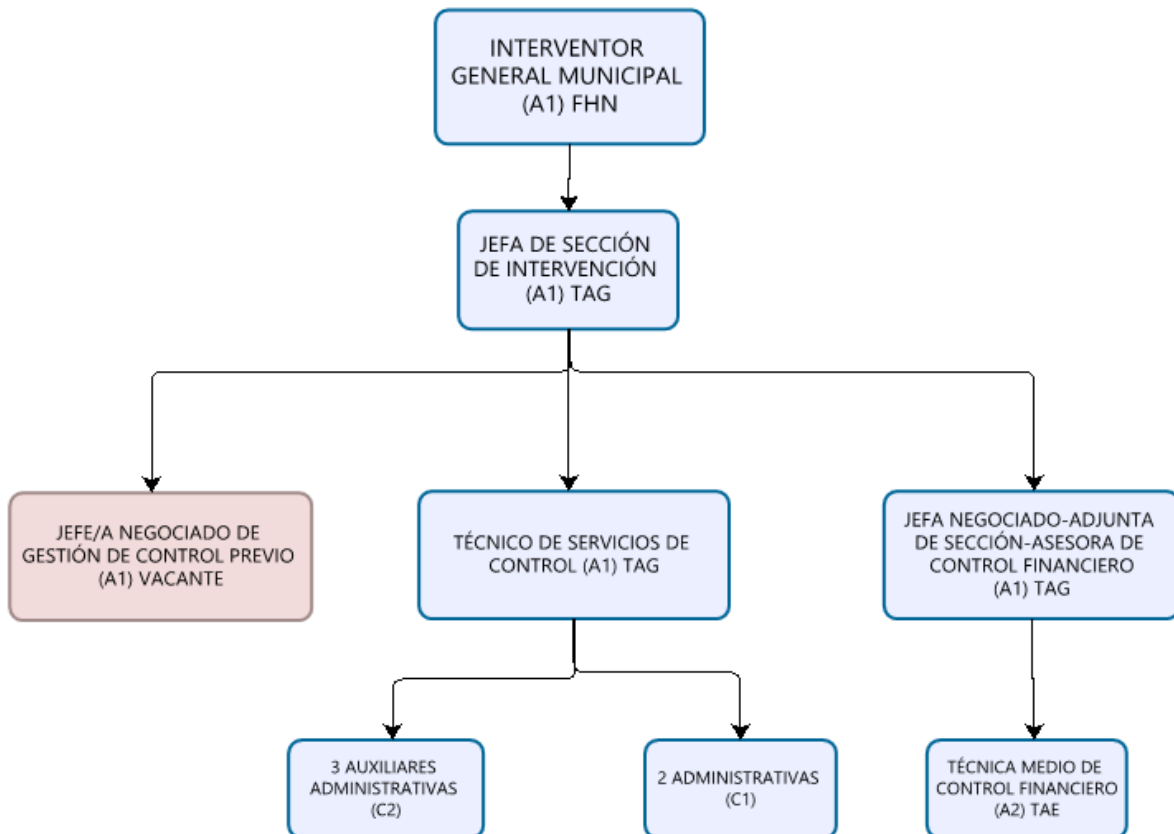 INTERVENTOR
GENERAL MUNICIPAL
(A1) FHN
JEFA DE SECCIÓN
DE INTERVENCIÓN
(A1) TAG
JEFE/A NEGOCIADO DE
GESTIÓN DE CONTROL PREVIO
(A1) VACANTE
TÉCNICO DE SERVICIOS DE
CONTROL (A1) TAG
JEFA NEGOCIADO-ADJUNTA
DE SECCIÓN-ASESORA DE
CONTROL FINANCIERO
(A1) TAG
3 AUXILIARES
ADMINISTRATIVAS
(C2)
2 ADMINISTRATIVAS
(C1)
TÉCNICA MEDIO DE
CONTROL FINANCIERO
(A2) TAE